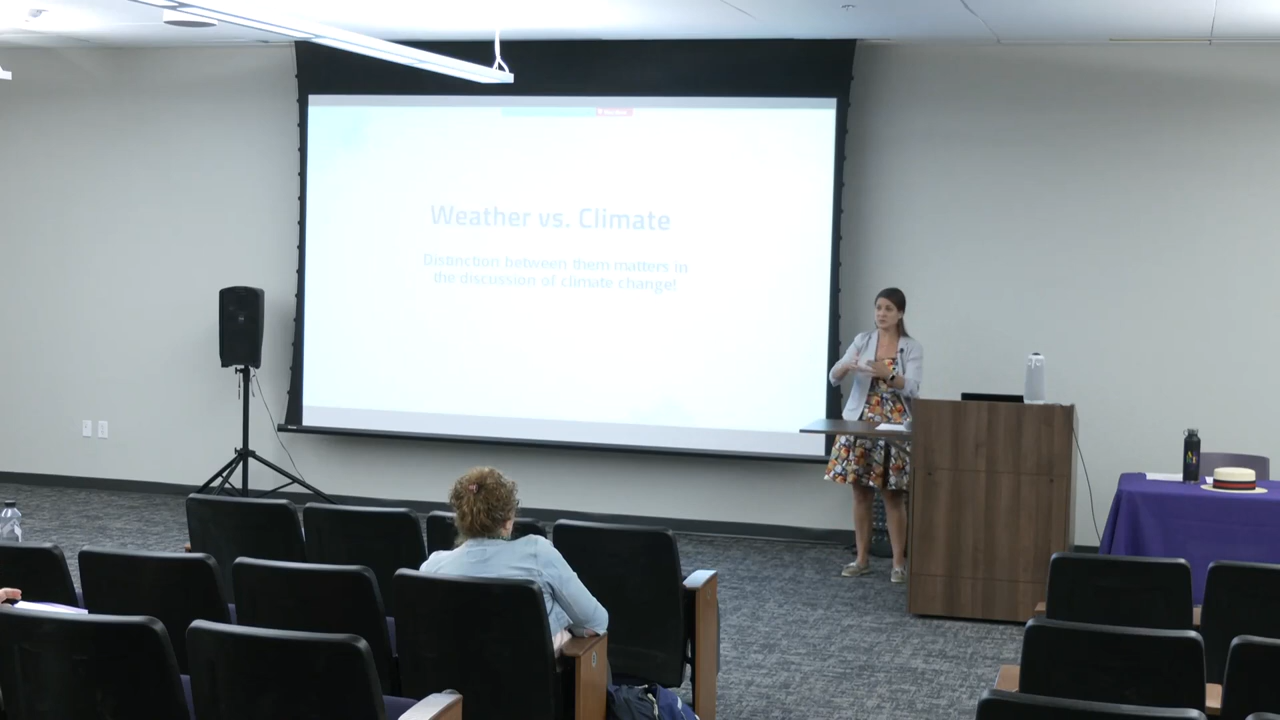 Weather vs. Climate
Distinction between them matters in
the discussion of climate change!